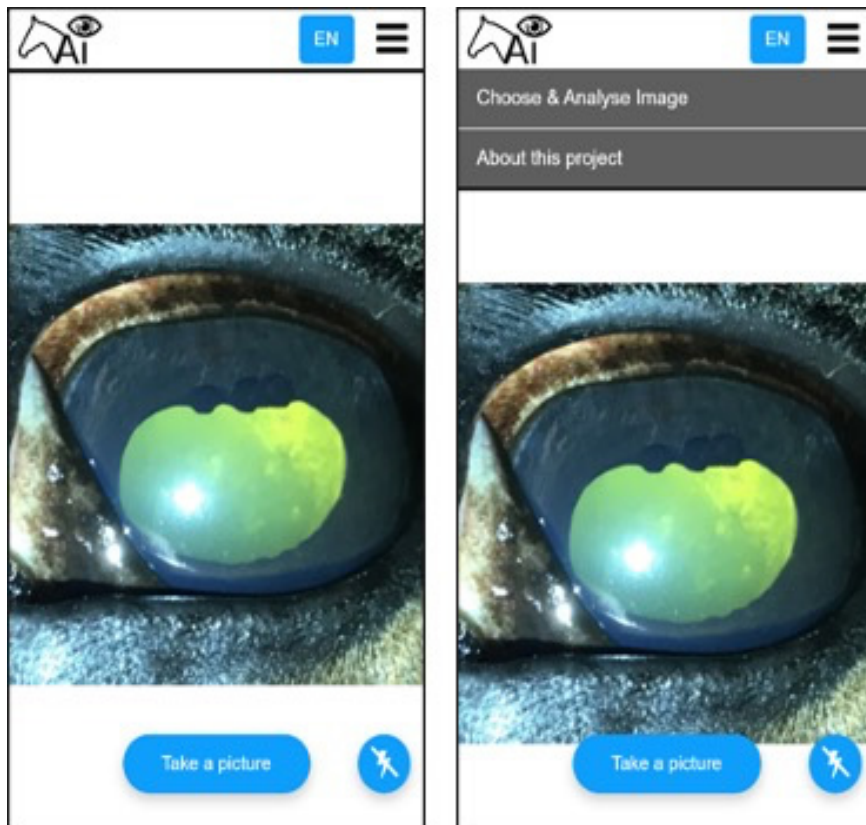 AI
EN
Take a picture
AI
EN
Choose & Analyse Image
About this project
Take a picture